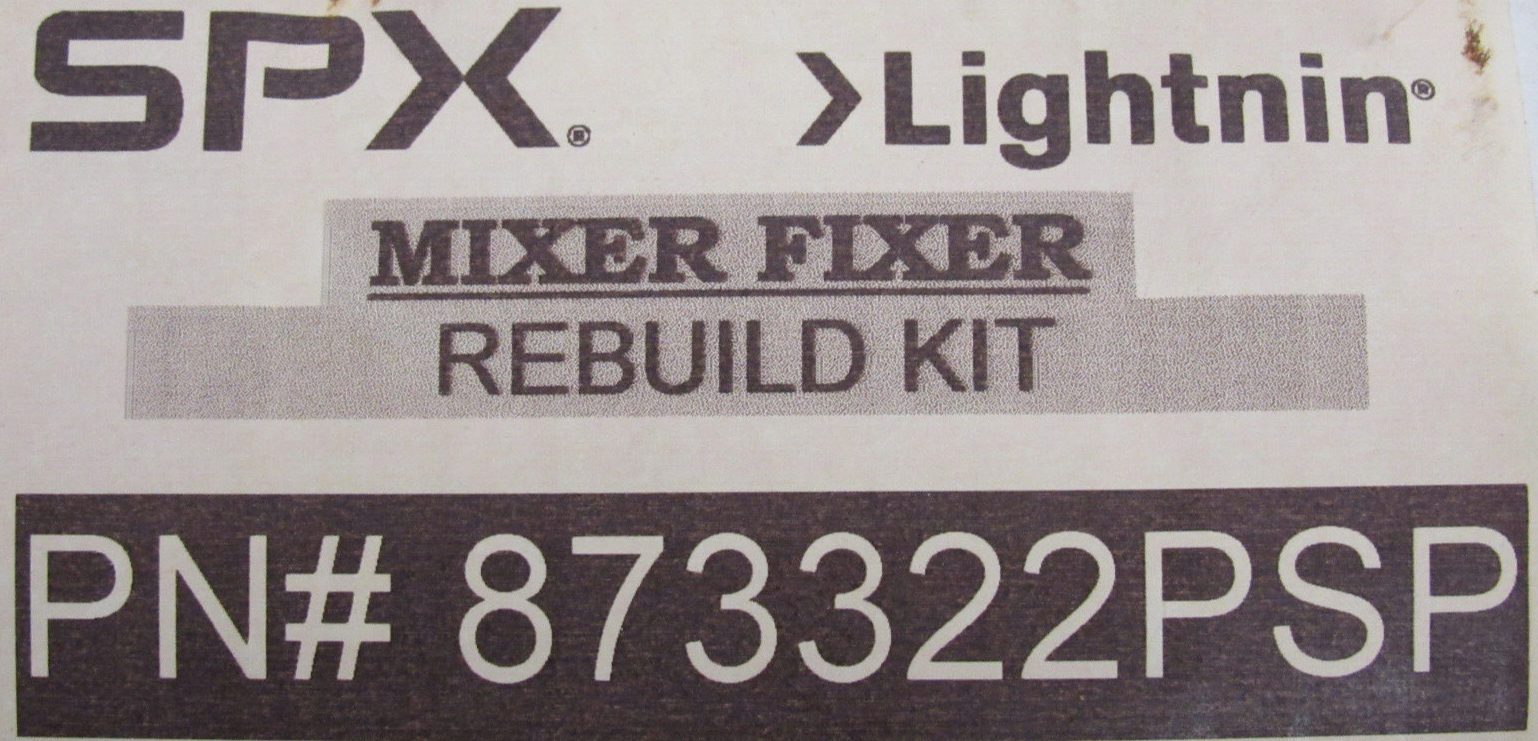 SPX® >Lightnin®
MIXER FIXER
REBUILD KIT
PN# 873322PSP